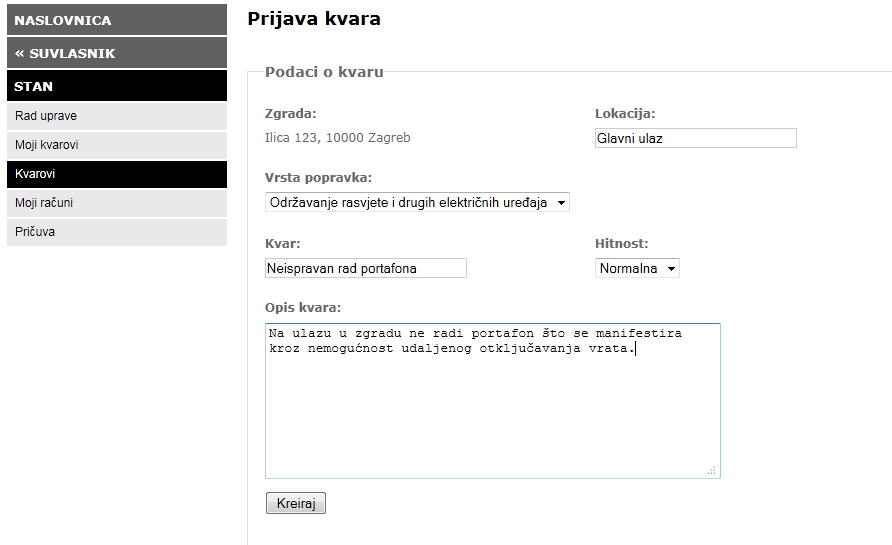 NASLOVNICA
« SUVLASNIK
STAN
Rad uprave
Moji kvarovi
Kvarovi
Moji računi
Pričuva
Prijava kvara
Podaci o kvaru
Zgrada:
Ilica 123, 10000 Zagreb
Lokacija:
Glavni ulaz
Vrsta popravka:
Održavanje rasvjete i drugih električnih uređaja
Kvar:
Neispravan rad portafona
Hitnost:
Normalna
Opis kvara:
Na ulazu u zgradu ne radi portafon što se manifestira
kroz nemogućnost udaljenog otključavanja vrata.
Kreiraj